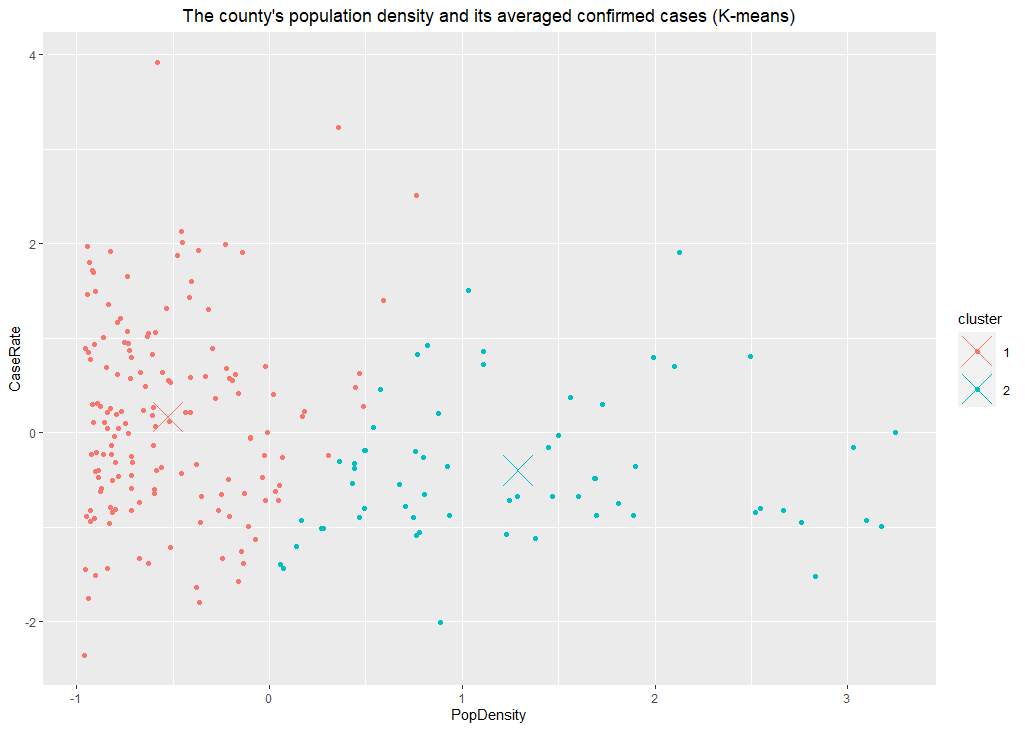 The county's population density and its averaged confirmed cases (K-means)
CaseRate
4
2
0
-2
-1
0
1
2
3
PopDensity
cluster
1
2